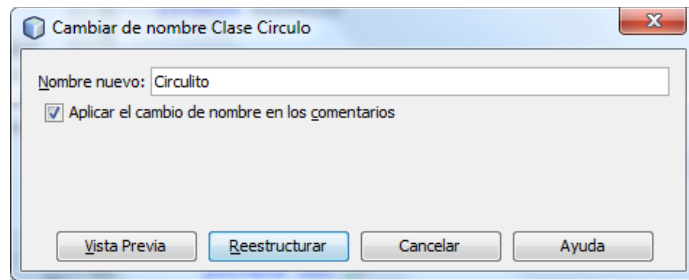 Cambiar de nombre Clase Circulo
Nombre nuevo: Circulito
Aplicar el cambio de nombre en los comentarios
Vista Previa Reestructurar Cancelar Ayuda